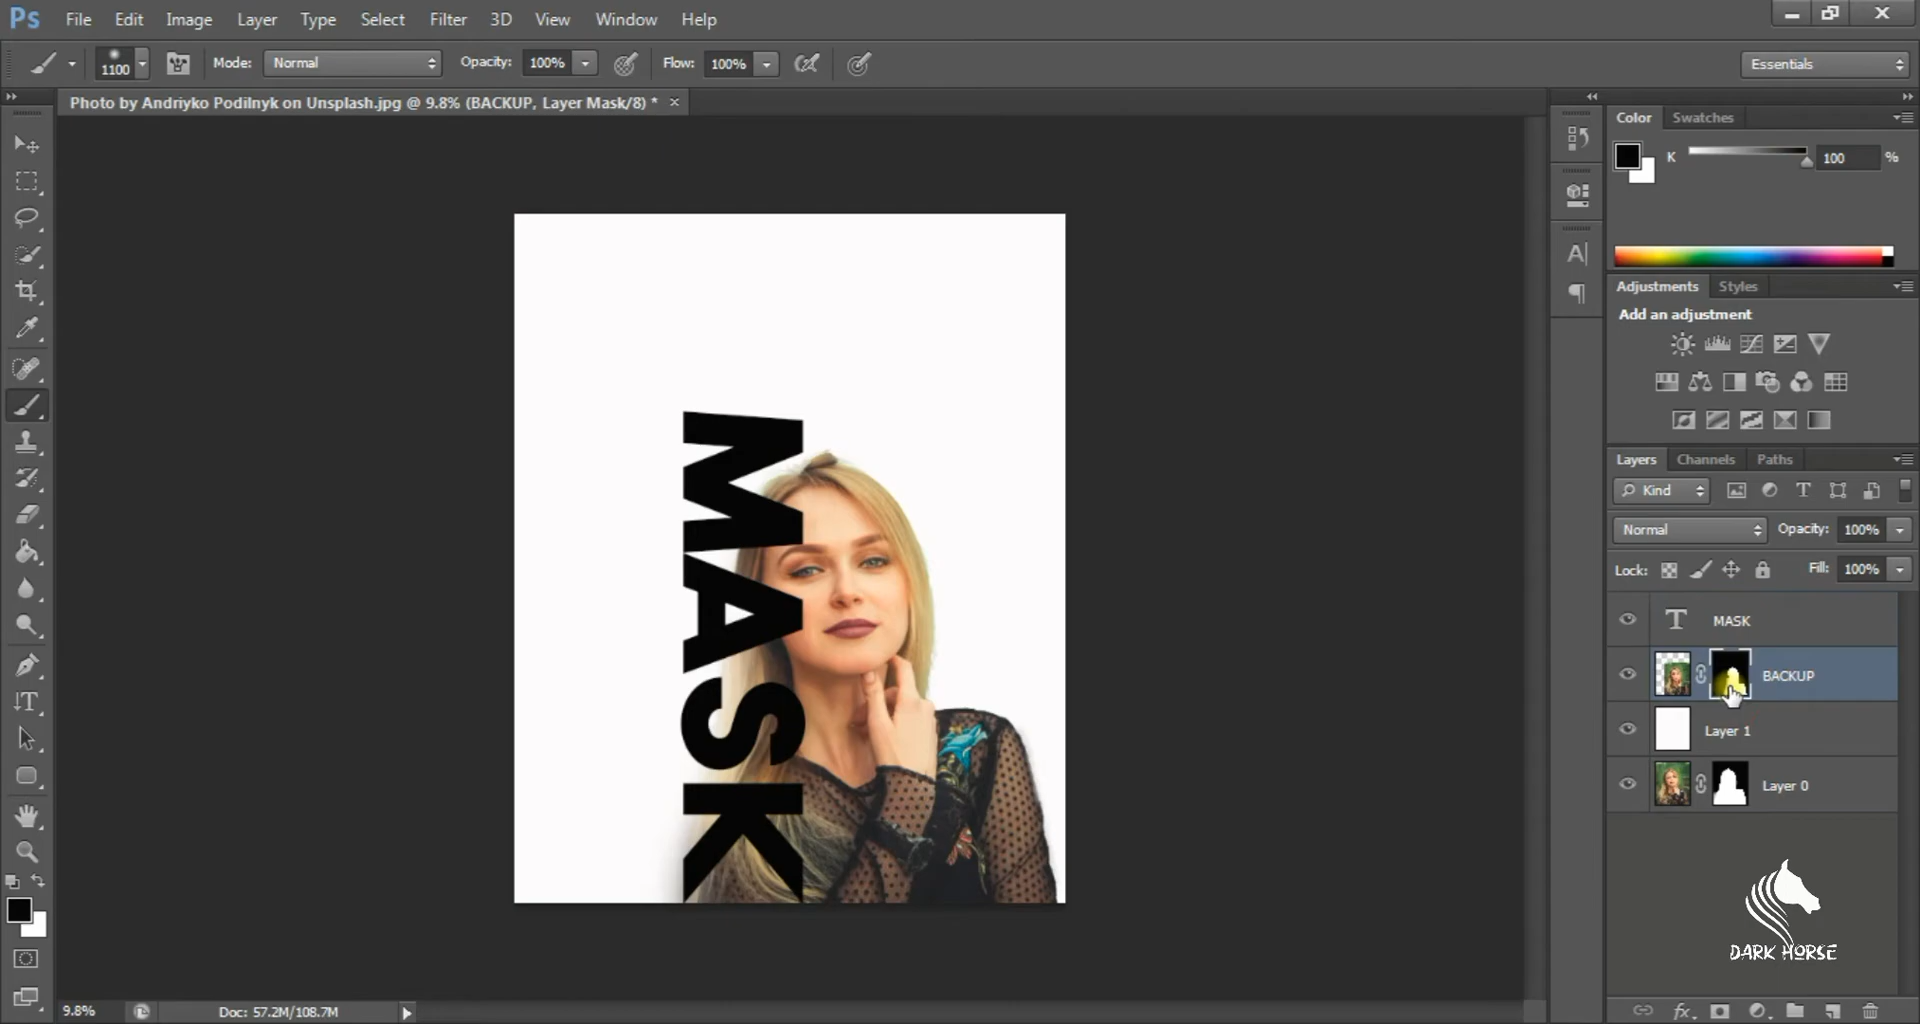 Ps File Edit Image Layer Type Select Filter 3D View Window Help
1100 Mode: Normal Opacity: 100% Flow: 100% Essentials
Photo by Andriyko Podilnyk on Unsplash.jpg @ 9.8% (BACKUP, Layer Mask/8) * ×
Color Swatches
K 100 %
Adjustments Styles
Add an adjustment
Layers Channels Paths
Kind
Normal Opacity: 100%
Lock: Fill: 100%
MASK
BACKUP
Layer 1
Layer 0
MASK
DARK HORSE
9.8% Doc: 57.2M/108.7M